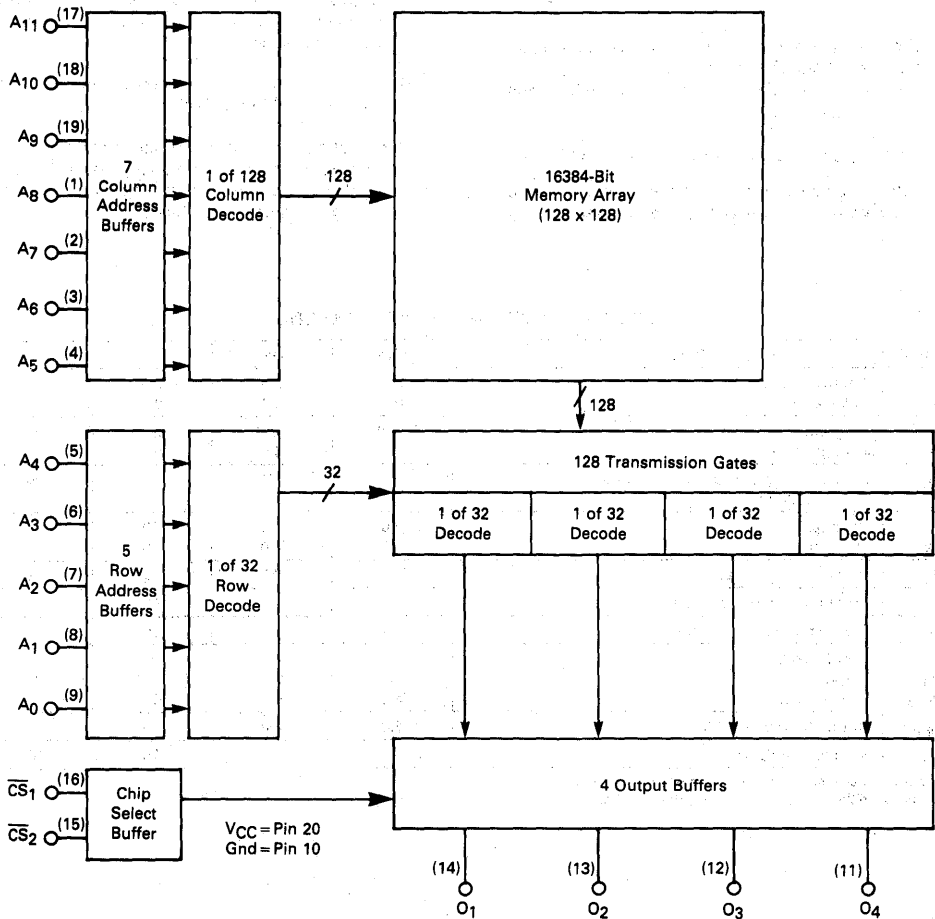 A11 (17)
A10 (18)
A9 (19)
A8 (1)
A7 (2)
A6 (3)
A5 (4)
7
Column
Address
Buffers
1 of 128
Column
Decode
128
16384-Bit
Memory Array
(128 x 128)
128
A4 (5)
A3 (6)
A2 (7)
A1 (8)
A0 (9)
5
Row
Address
Buffers
1 of 32
Row
Decode
32
128 Transmission Gates
1 of 32
Decode
1 of 32
Decode
1 of 32
Decode
1 of 32
Decode
C̅S̅1 (16)
C̅S̅2 (15)
Chip
Select
Buffer
VCC = Pin 20
Gnd = Pin 10
4 Output Buffers
(14)
(13)
(12)
(11)
O1
O2
O3
O4